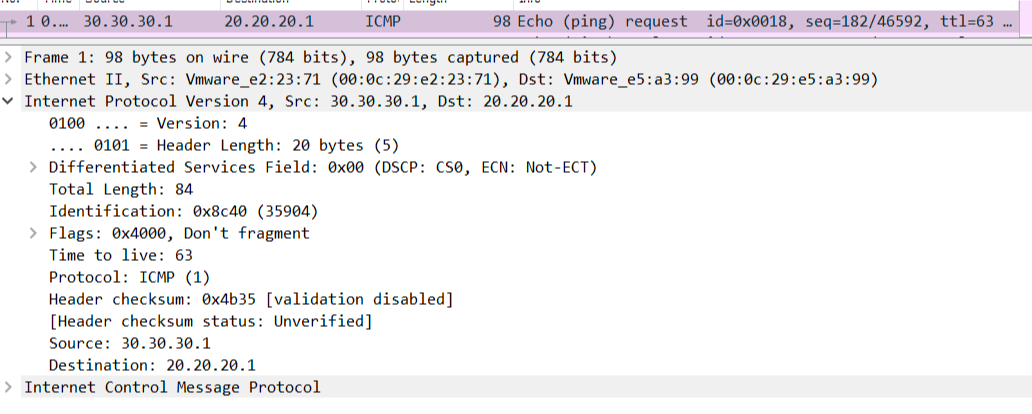 1 0... 30.30.30.1 20.20.20.1 ICMP 98 Echo (ping) request id=0x0018, seq=182/46592, ttl=63 ...
Frame 1: 98 bytes on wire (784 bits), 98 bytes captured (784 bits)
Ethernet II, Src: Vmware_e2:23:71 (00:0c:29:e2:23:71), Dst: Vmware_e5:a3:99 (00:0c:29:e5:a3:99)
Internet Protocol Version 4, Src: 30.30.30.1, Dst: 20.20.20.1
0100 .... = Version: 4
.... 0101 = Header Length: 20 bytes (5)
Differentiated Services Field: 0x00 (DSCP: CS0, ECN: Not-ECT)
Total Length: 84
Identification: 0x8c40 (35904)
Flags: 0x4000, Don't fragment
Time to live: 63
Protocol: ICMP (1)
Header checksum: 0x4b35 [validation disabled]
[Header checksum status: Unverified]
Source: 30.30.30.1
Destination: 20.20.20.1
Internet Control Message Protocol